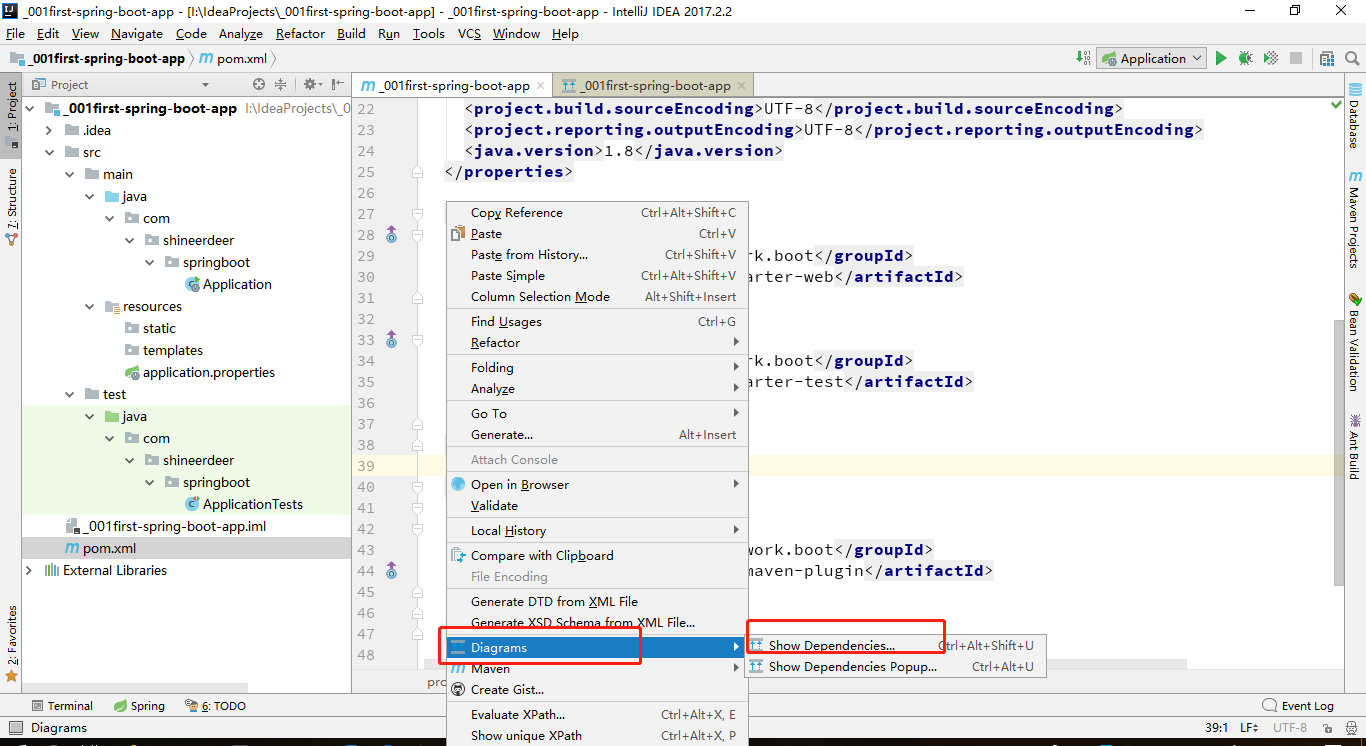 _001first-spring-boot-app - [I:\IdeaProjects\_001first-spring-boot-app] - _001first-spring-boot-app - IntelliJ IDEA 2017.2.2
File Edit View Navigate Code Analyze Refactor Build Run Tools VCS Window Help
_001first-spring-boot-app m pom.xml Application
Project
m _001first-spring-boot-app _001first-spring-boot-app
1: Project
7: Structure
2: Favorites
_001first-spring-boot-app I:\IdeaProjects\_0
.idea
src
main
java
com
shineerdeer
springboot
Application
resources
static
templates
application.properties
test
java
com
shineerdeer
springboot
ApplicationTests
_001first-spring-boot-app.iml
m pom.xml
External Libraries
22 <project.build.sourceEncoding>UTF-8</project.build.sourceEncoding>
23 <project.reporting.outputEncoding>UTF-8</project.reporting.outputEncoding>
24 <java.version>1.8</java.version>
25 </properties>
26
27
28
29 rk.boot</groupId>
30 arter-web</artifactId>
31
32
33
34 rk.boot</groupId>
35 arter-test</artifactId>
36
37
38
39
40
41
42
43 work.boot</groupId>
44 maven-plugin</artifactId>
45
46
47
48
Copy Reference Ctrl+Alt+Shift+C
Paste Ctrl+V
Paste from History... Ctrl+Shift+V
Paste Simple Ctrl+Alt+Shift+V
Column Selection Mode Alt+Shift+Insert
Find Usages Ctrl+G
Refactor
Folding
Analyze
Go To
Generate... Alt+Insert
Attach Console
Open in Browser
Validate
Local History
Compare with Clipboard
File Encoding
Generate DTD from XML File
Generate XSD Schema from XML File...
Diagrams
Maven
Create Gist...
Evaluate XPath... Ctrl+Alt+X, E
Show unique XPath Ctrl+Alt+X, P
Show Dependencies... Ctrl+Alt+Shift+U
Show Dependencies Popup... Ctrl+Alt+U
Database
m Maven Projects
Bean Validation
Ant Build
pro
Terminal Spring 6: TODO Event Log
Diagrams 39:1 LF UTF-8